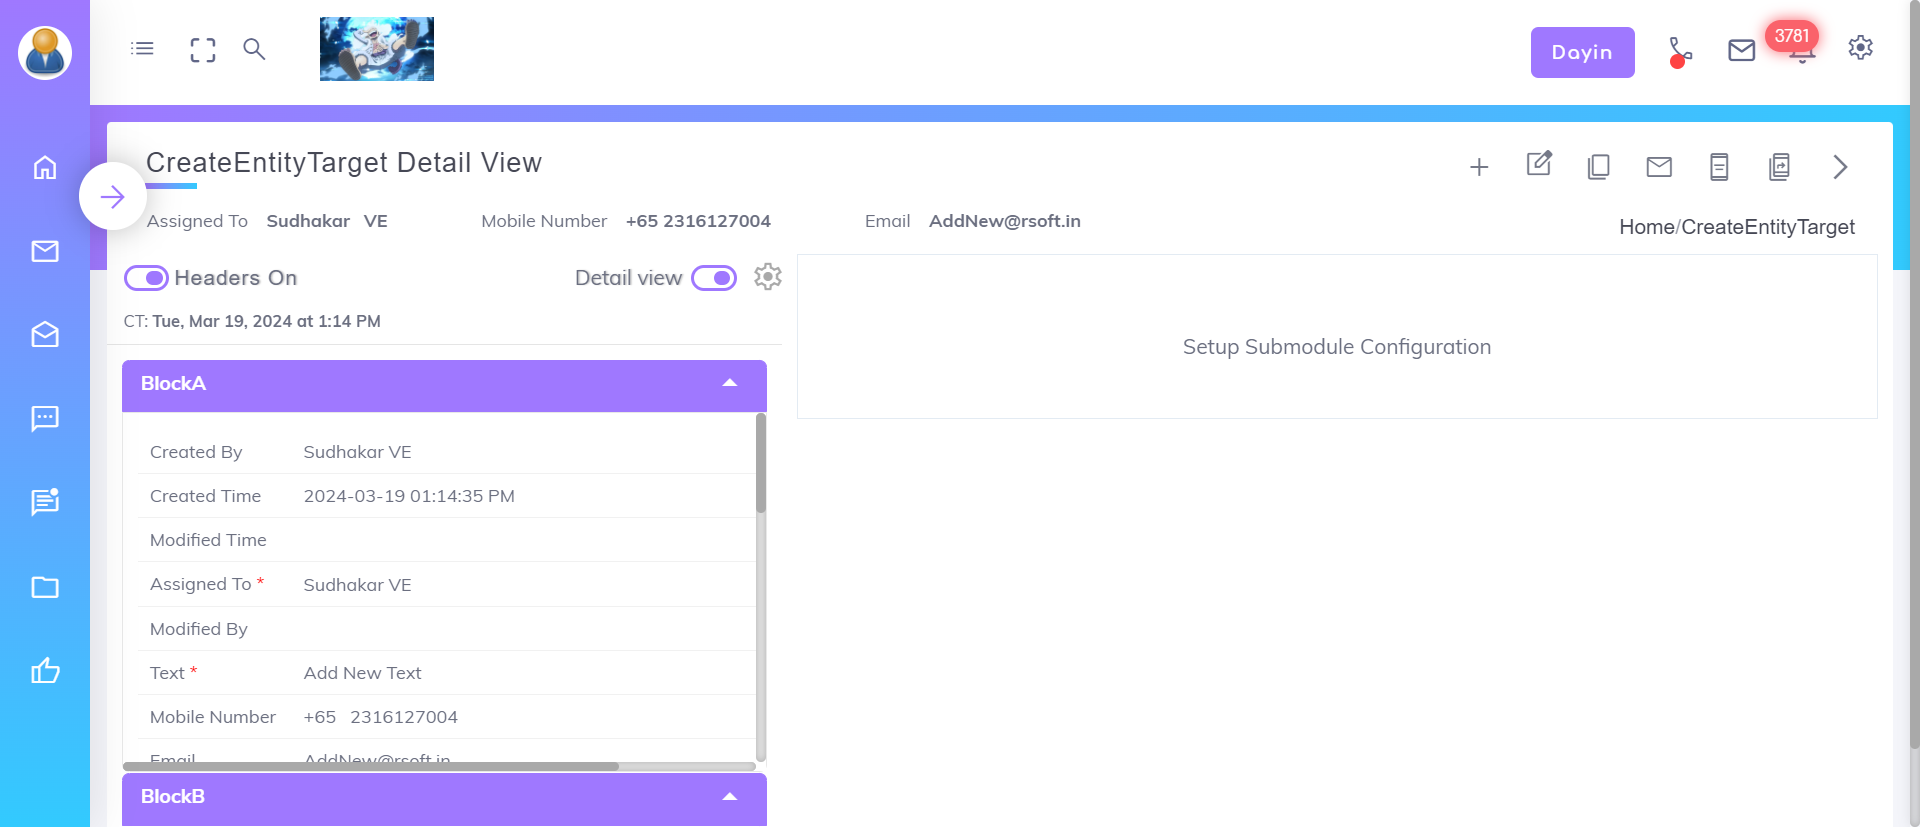 Dayin
3781
CreateEntityTarget Detail View
Assigned To Sudhakar VE Mobile Number +65 2316127004 Email AddNew@rsoft.in
Home/CreateEntityTarget
Headers On Detail view
CT: Tue, Mar 19, 2024 at 1:14 PM
Setup Submodule Configuration
BlockA
Created By Sudhakar VE
Created Time 2024-03-19 01:14:35 PM
Modified Time
Assigned To * Sudhakar VE
Modified By
Text * Add New Text
Mobile Number +65 2316127004
Email AddNew@rsoft.in
BlockB